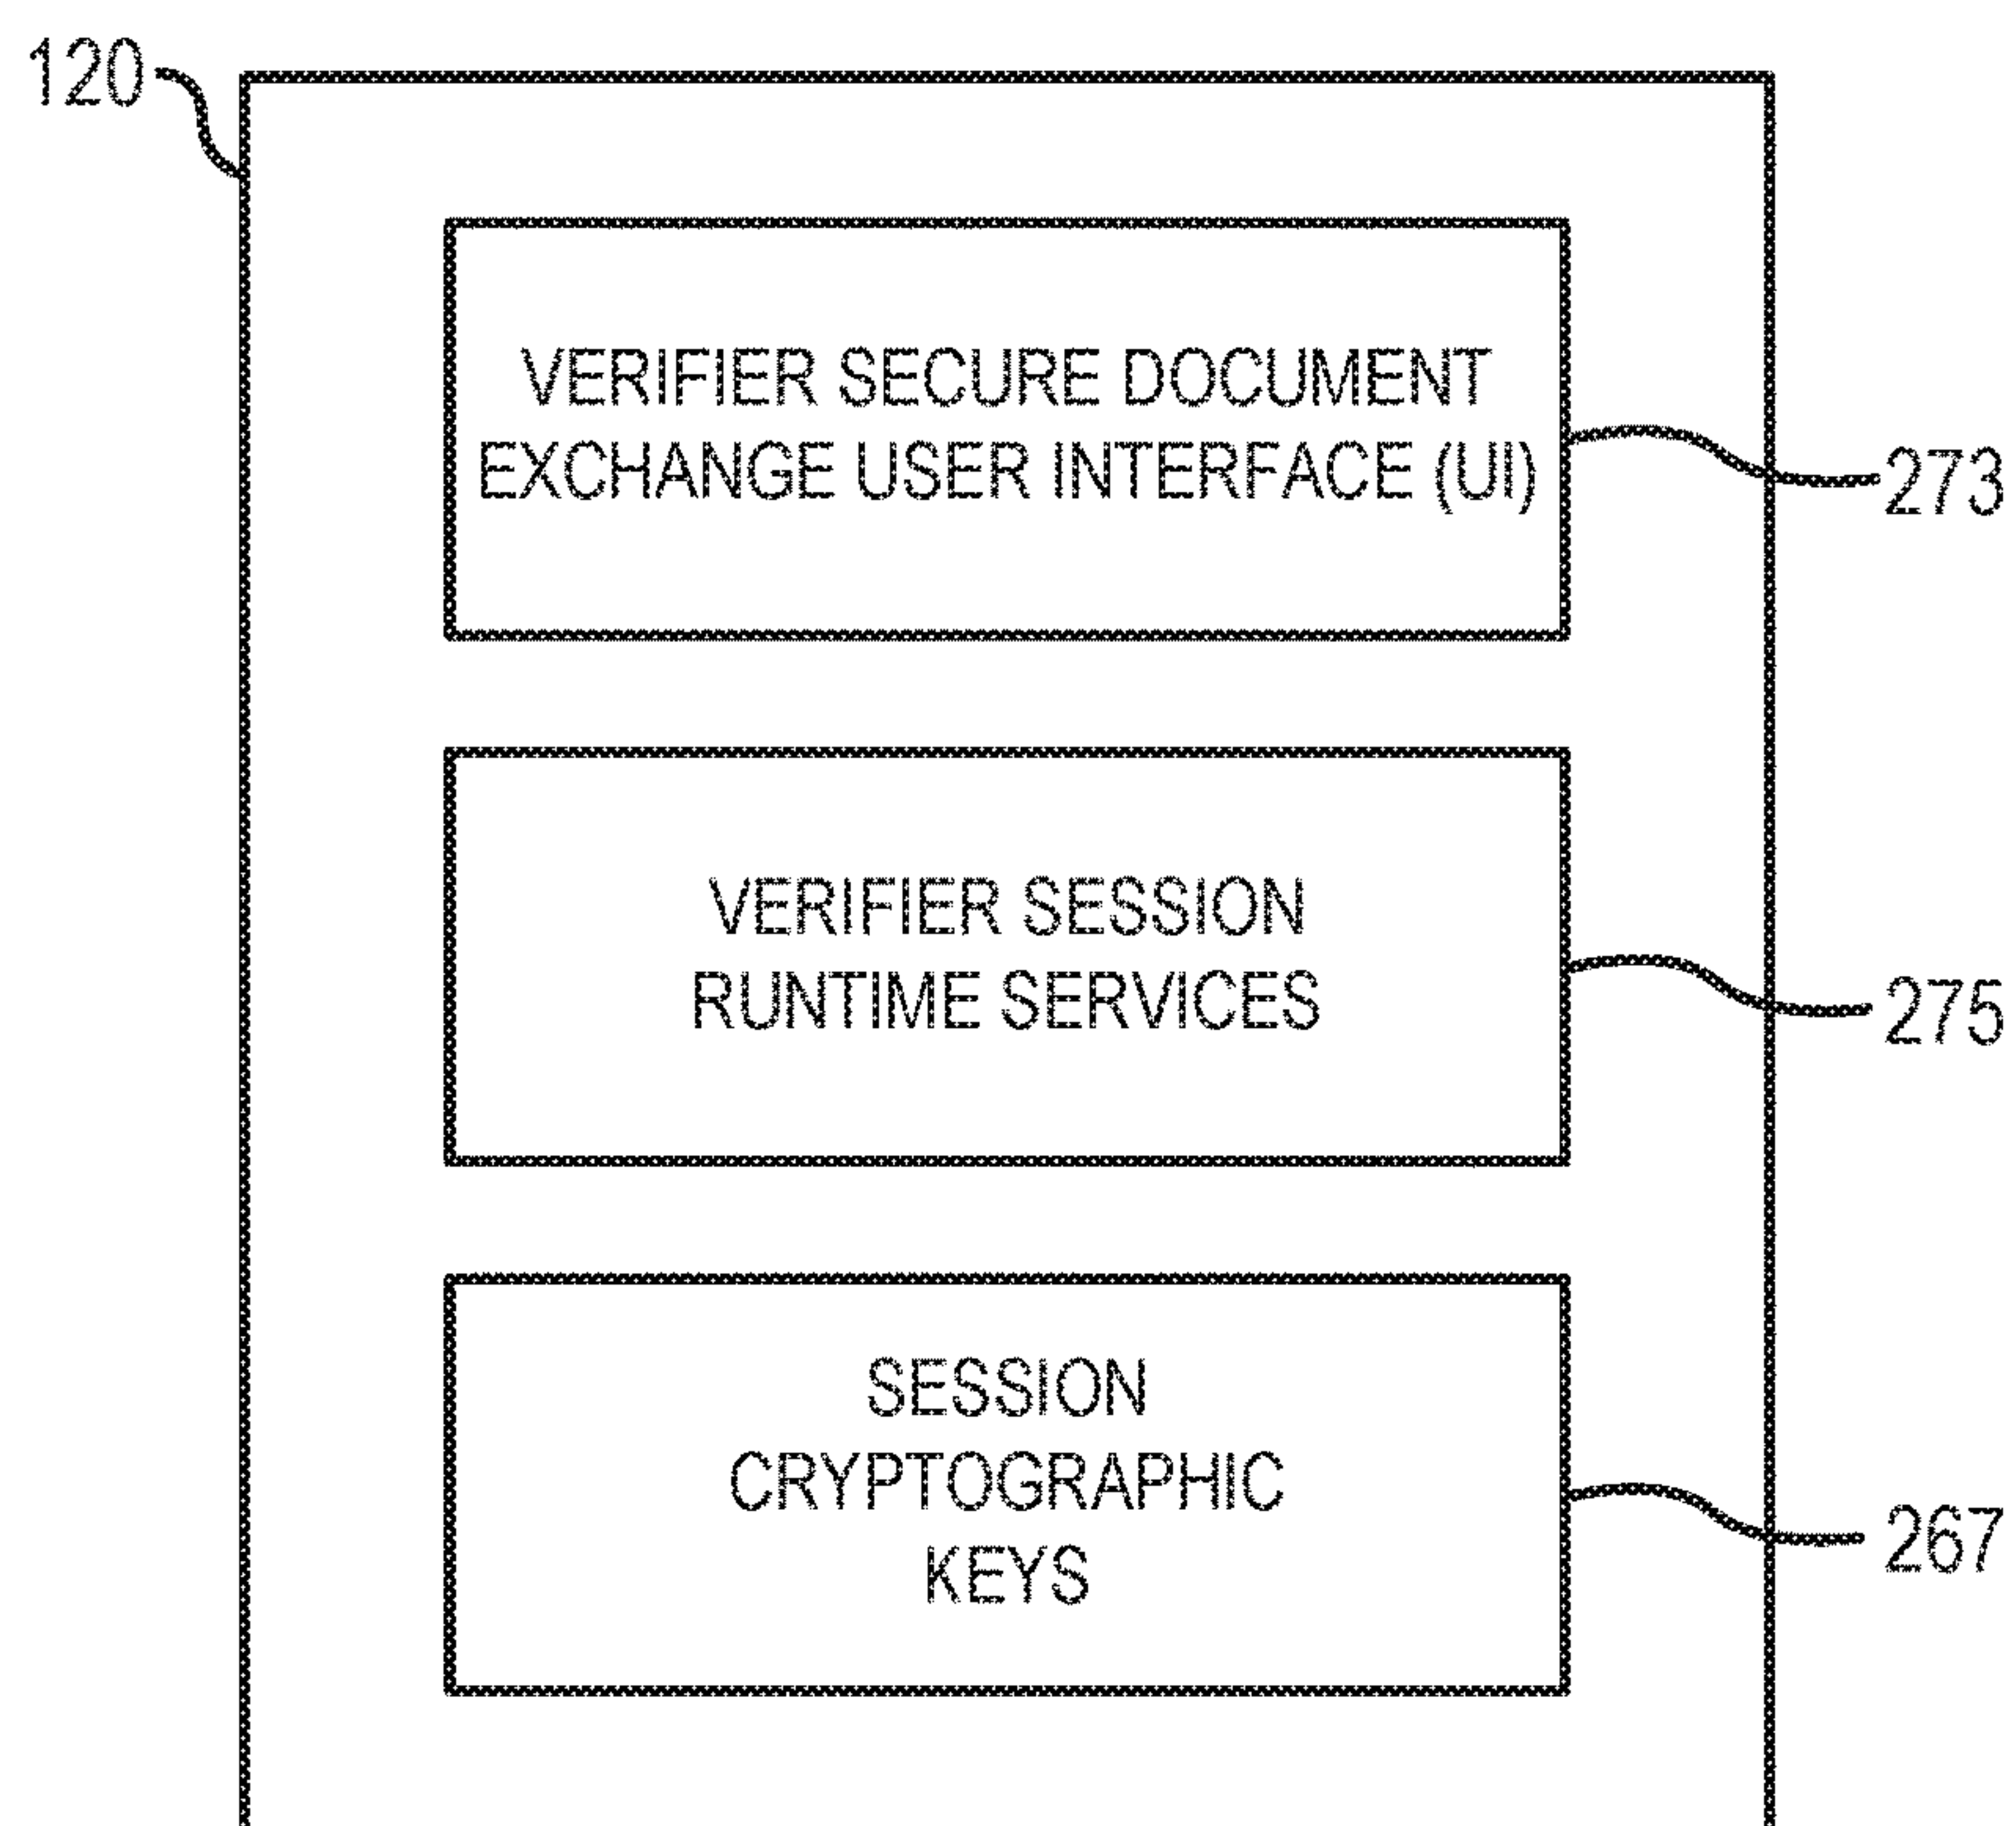 120
VERIFIER SECURE DOCUMENT
EXCHANGE USER INTERFACE (UI)
273
VERIFIER SESSION
RUNTIME SERVICES
275
SESSION
CRYPTOGRAPHIC
KEYS
267